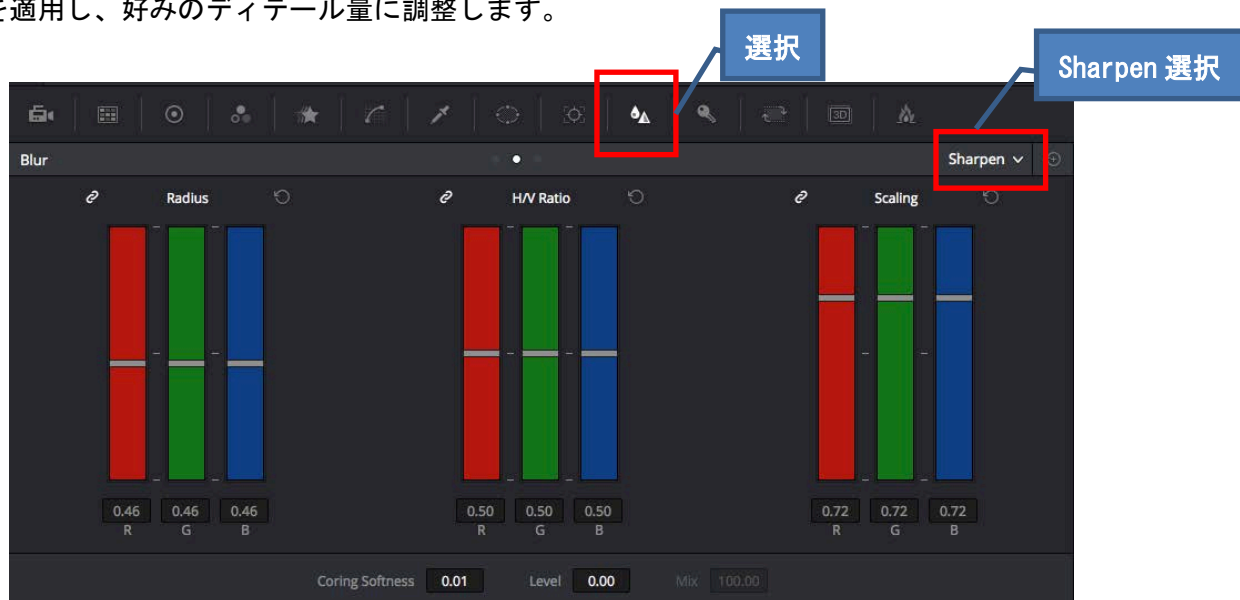 を適用し、好みのディテール量に調整します。
選択
Sharpen 選択
3D
Blur
Sharpen
Radius
H/V Ratio
Scaling
0.46 0.46 0.46 0.50 0.50 0.50 0.72 0.72 0.72
R G B R G B R G B
Coring Softness 0.01 Level 0.00 Mix 100.00